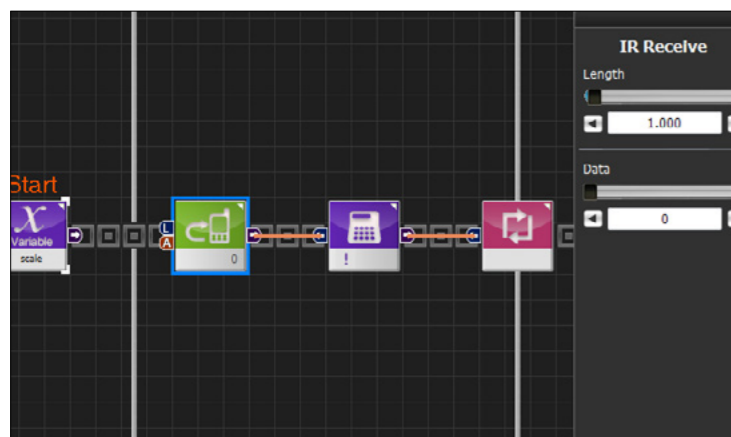 IR Receive
Length
1.000
Data
0
Start
X
Variable
scale
L
A
0
!